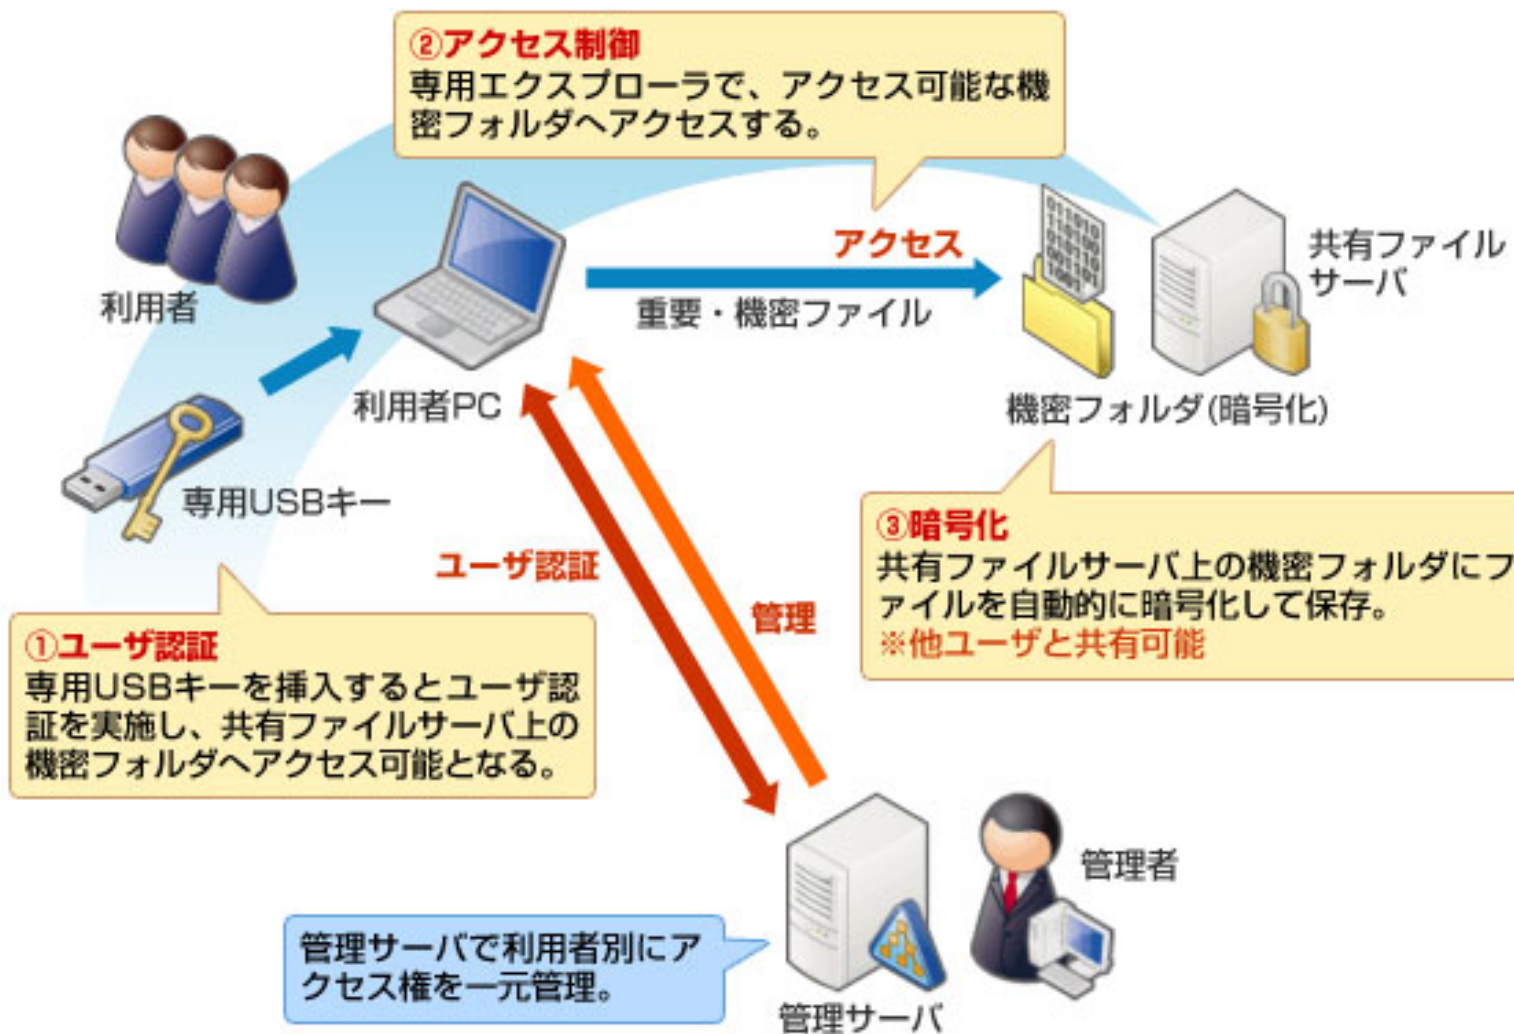 ②アクセス制御
専用エクスプローラで、アクセス可能な機
密フォルダへアクセスする。
利用者
アクセス
重要・機密ファイル
011010
110100
010110
001101
1001
共有ファイル
サーバ
利用者PC
機密フォルダ(暗号化)
専用USBキー
③暗号化
共有ファイルサーバ上の機密フォルダにフ
ァイルを自動的に暗号化して保存。
※他ユーザと共有可能
ユーザ認証
管理
①ユーザ認証
専用USBキーを挿入するとユーザ認
証を実施し、共有ファイルサーバ上の
機密フォルダへアクセス可能となる。
管理者
管理サーバで利用者別にア
クセス権を一元管理。
管理サーバ